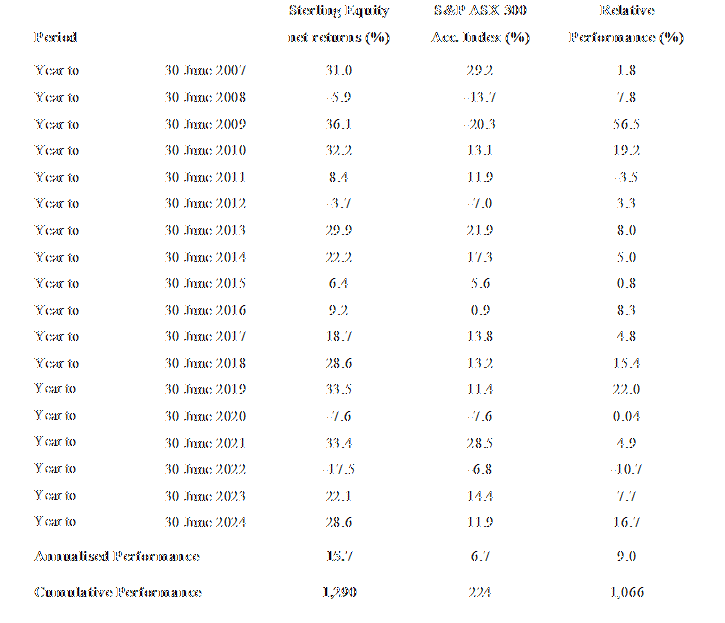 Sterling Equity S&P ASX 300 Relative
Period net returns (%) Acc. Index (%) Performance (%)
Year to 30 June 2007 31.0 29.2 1.8
Year to 30 June 2008 -5.9 -13.7 7.8
Year to 30 June 2009 36.1 -20.3 56.5
Year to 30 June 2010 32.2 13.1 19.2
Year to 30 June 2011 8.4 11.9 -3.5
Year to 30 June 2012 -3.7 -7.0 3.3
Year to 30 June 2013 29.9 21.9 8.0
Year to 30 June 2014 22.2 17.3 5.0
Year to 30 June 2015 6.4 5.6 0.8
Year to 30 June 2016 9.2 0.9 8.3
Year to 30 June 2017 18.7 13.8 4.8
Year to 30 June 2018 28.6 13.2 15.4
Year to 30 June 2019 33.5 11.4 22.0
Year to 30 June 2020 -7.6 -7.6 0.04
Year to 30 June 2021 33.4 28.5 4.9
Year to 30 June 2022 -17.5 -6.8 -10.7
Year to 30 June 2023 22.1 14.4 7.7
Year to 30 June 2024 28.6 11.9 16.7
Annualised Performance 15.7 6.7 9.0
Cumulative Performance 1,290 224 1,066